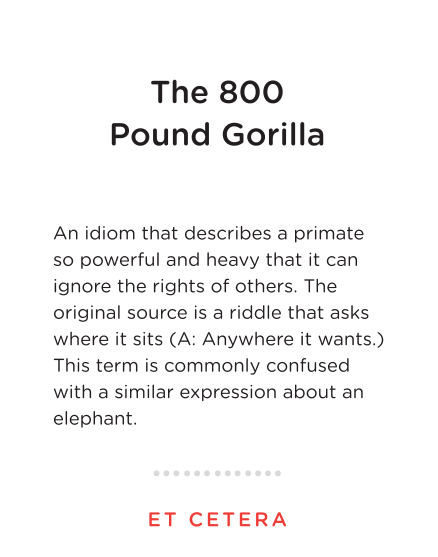 The 800
Pound Gorilla
An idiom that describes a primate
so powerful and heavy that it can
ignore the rights of others. The
original source is a riddle that asks
where it sits (A: Anywhere it wants.)
This term is commonly confused
with a similar expression about an
elephant.
ET CETERA